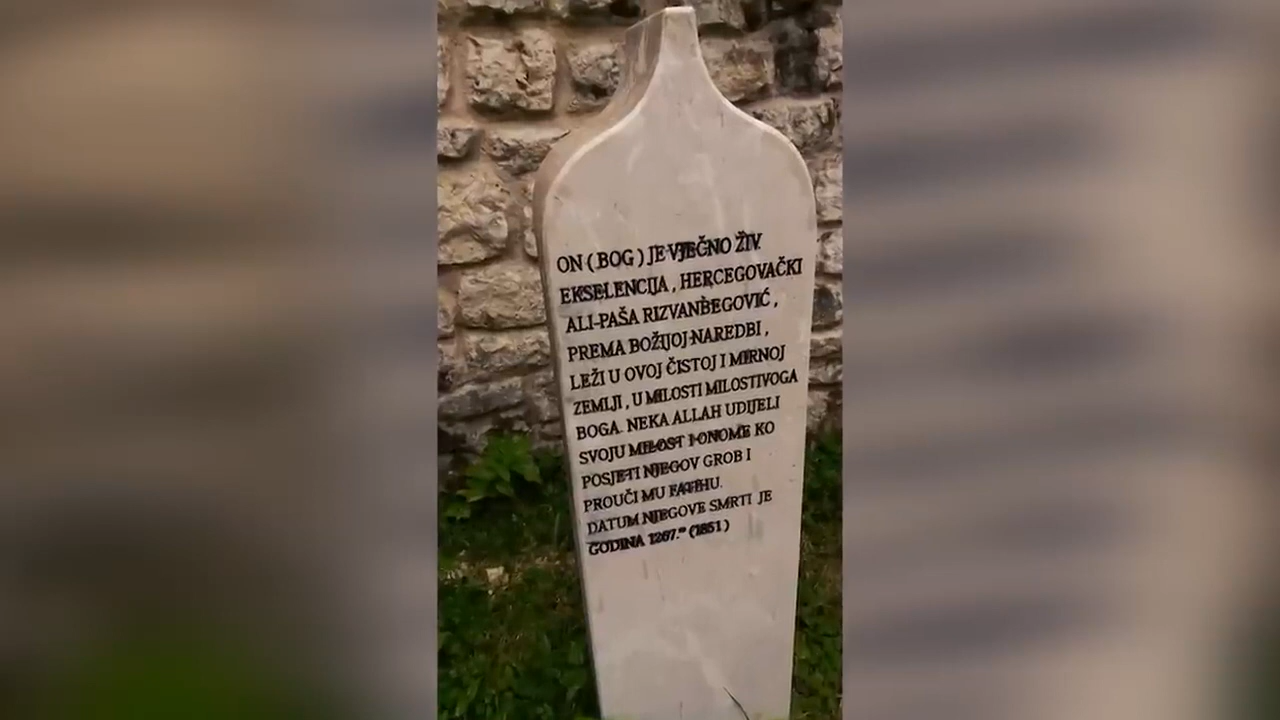 ON ( BOG ) JE VJEČNO ŽIV.
EKSELENCIJA , HERCEGOVAČKI
ALI-PAŠA RIZVANBEGOVIĆ ,
PREMA BOŽIJOJ NAREDBI ,
LEŽI U OVOJ ČISTOJ I MIRNOJ
ZEMLJI , U MILOSTI MILOSTIVOGA
BOGA. NEKA ALLAH UDIJELI
SVOJU MILOST I ONOME KO
POSJETI NJEGOV GROB I
PROUČI MU FATIHU.
DATUM NJEGOVE SMRTI JE
GODINA 1267." (1851)